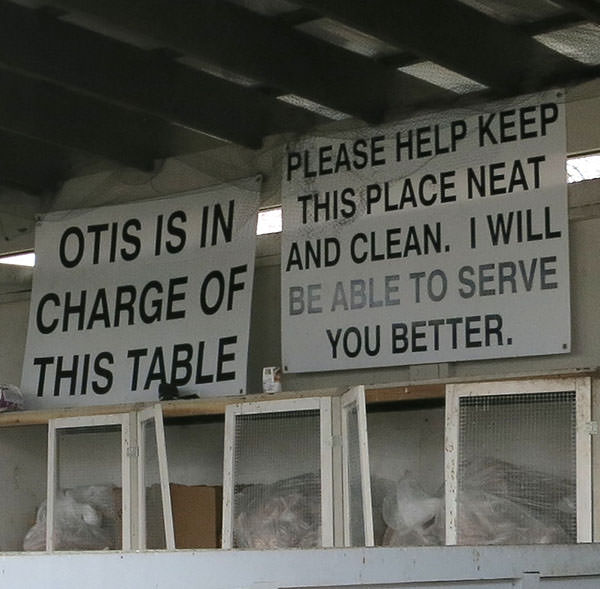 OTIS IS IN
CHARGE OF
THIS TABLE
PLEASE HELP KEEP
THIS PLACE NEAT
AND CLEAN. I WILL
BE ABLE TO SERVE
YOU BETTER.